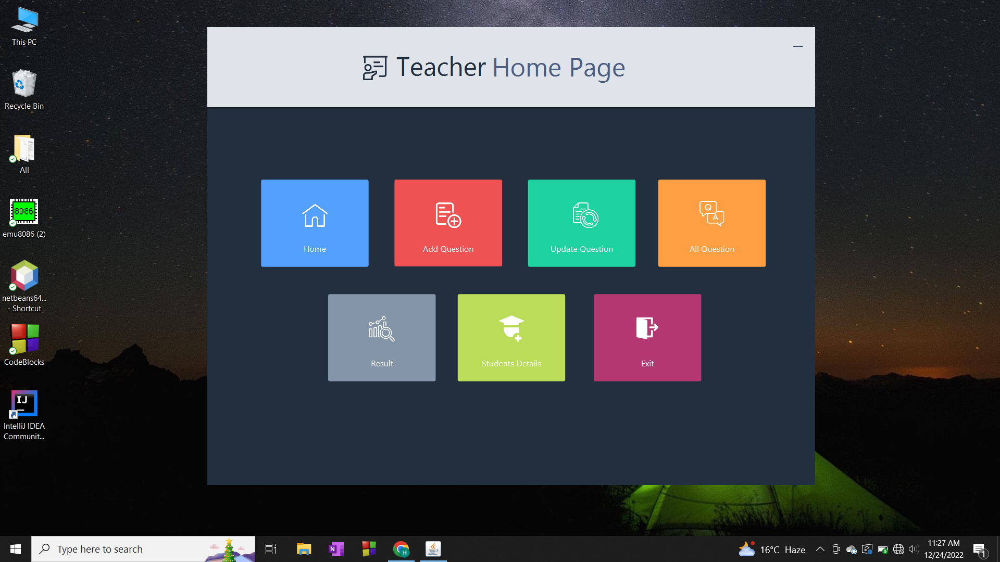 This PC
Recycle Bin
All
8086
emu8086 (2)
netbeans64...
- Shortcut
CodeBlocks
IJ
IntelliJ IDEA
Communit...
Teacher Home Page
Home
Add Question
Update Question
Q
A
All Question
Result
Students Details
Exit
Type here to search
N
H
16°C Haze
11:27 AM
12/24/2022
1